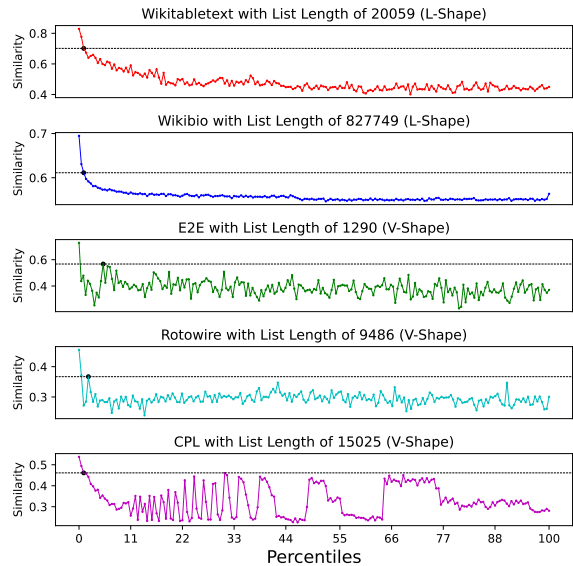 Wikitabletext with List Length of 20059 (L-Shape)
Similarity
0.8
0.6
0.4
Wikibio with List Length of 827749 (L-Shape)
Similarity
0.7
0.6
E2E with List Length of 1290 (V-Shape)
Similarity
0.6
0.4
Rotowire with List Length of 9486 (V-Shape)
Similarity
0.4
0.3
CPL with List Length of 15025 (V-Shape)
Similarity
0.5
0.4
0.3
0 11 22 33 44 55 66 77 88 100
Percentiles